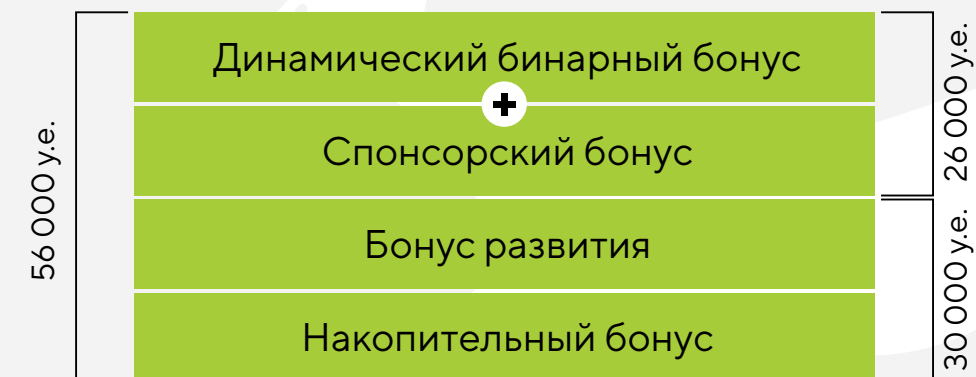 Динамический бинарный бонус
+
Спонсорский бонус
Бонус развития
Накопительный бонус
56 000 у.е.
26 000 у.е.
30 000 у.е.